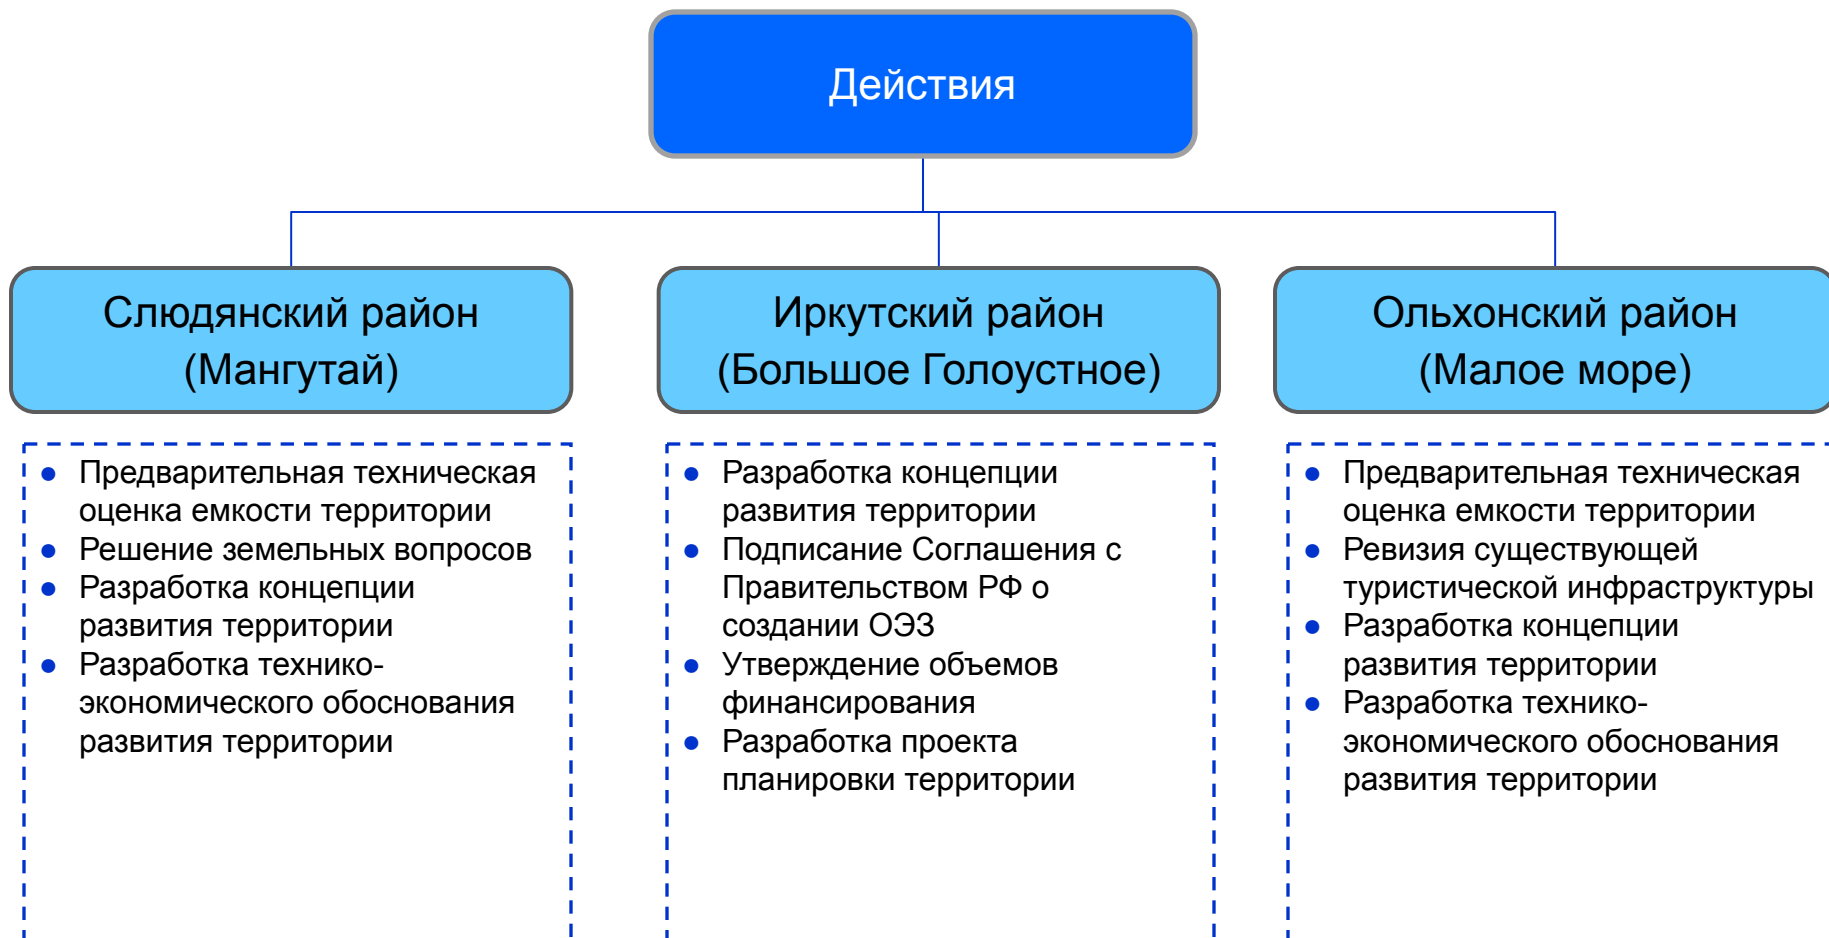 Действия
Слюдянский район
(Мангутай)
● Предварительная техническая
оценка емкости территории
● Решение земельных вопросов
● Разработка концепции
развития территории
● Разработка технико-
экономического обоснования
развития территории
Иркутский район
(Большое Голоустное)
● Разработка концепции
развития территории
● Подписание Соглашения с
Правительством РФ о
создании ОЭЗ
● Утверждение объемов
финансирования
● Разработка проекта
планировки территории
Ольхонский район
(Малое море)
● Предварительная техническая
оценка емкости территории
● Ревизия существующей
туристической инфраструктуры
● Разработка концепции
развития территории
● Разработка технико-
экономического обоснования
развития территории